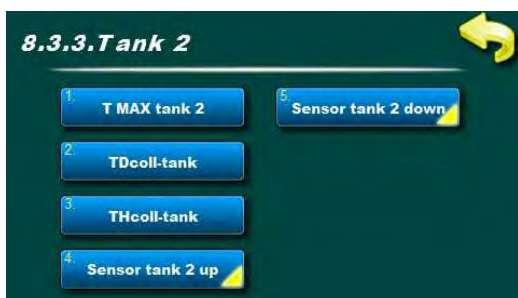 8.3.3.Tank 2
1. T MAX tank 2
2. TDcoll-tank
3. THcoll-tank
4. Sensor tank 2 up
5. Sensor tank 2 down